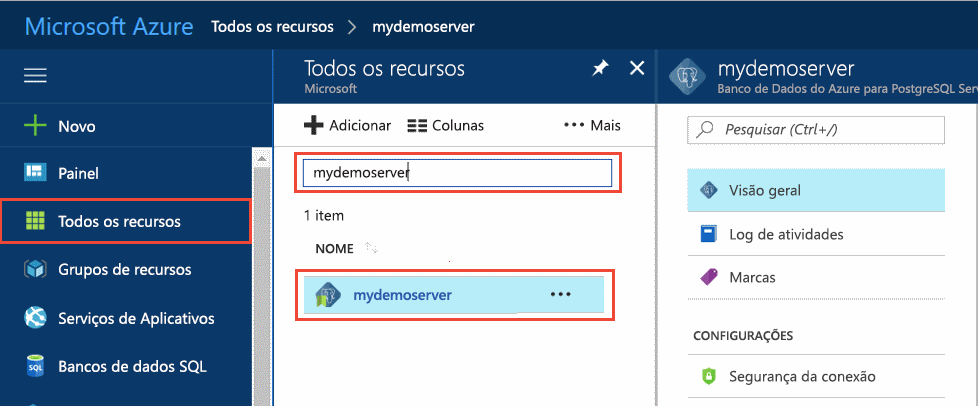 Microsoft Azure Todos os recursos > mydemoserver
Novo
Painel
Todos os recursos
Grupos de recursos
Serviços de Aplicativos
SQL Bancos de dados SQL
Todos os recursos
Microsoft
Adicionar Colunas Mais
mydemoserver
1 item
NOME
mydemoserver
mydemoserver
Banco de Dados do Azure para PostgreSQL Serv
Pesquisar (Ctrl+/)
Visão geral
Log de atividades
Marcas
CONFIGURAÇÕES
Segurança da conexão